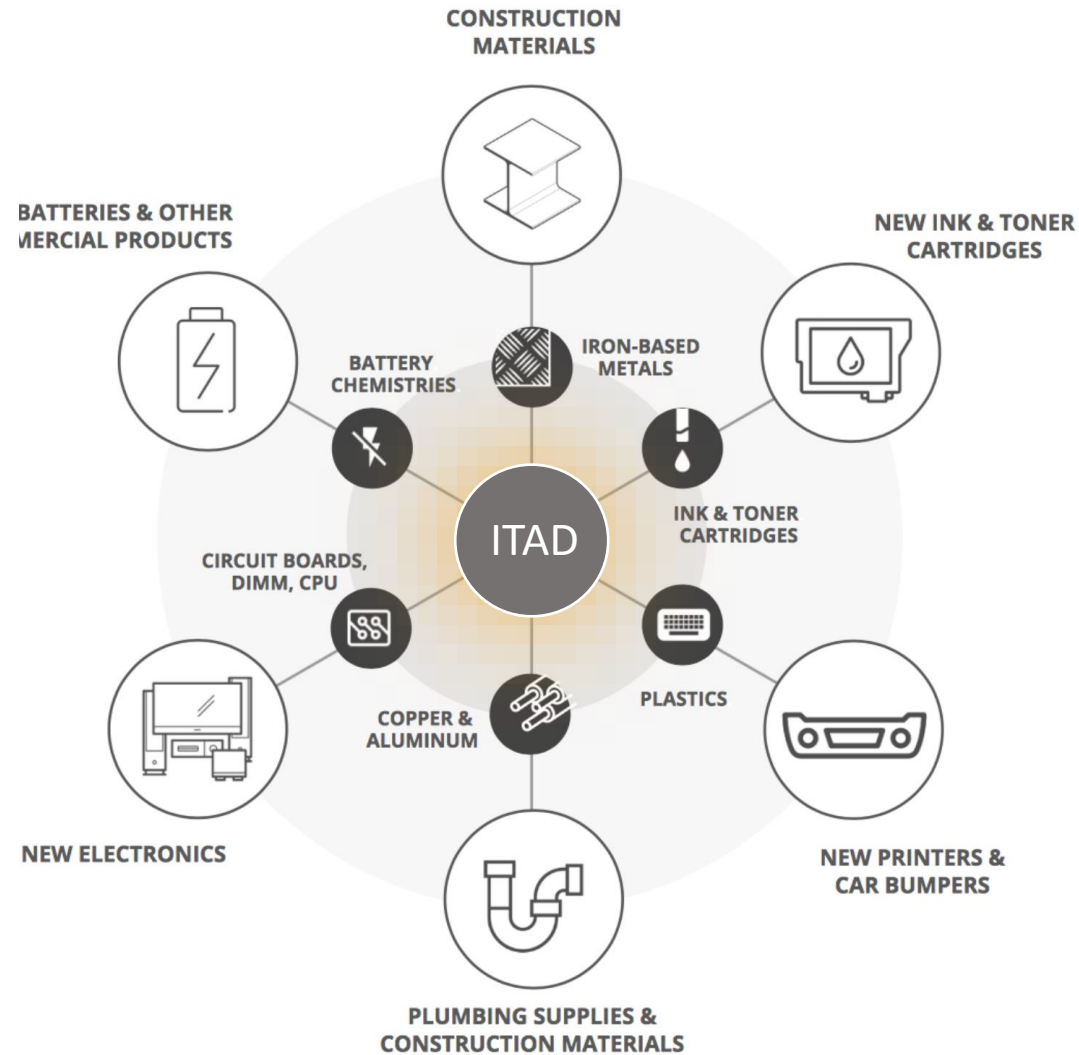 CONSTRUCTION
MATERIALS
BATTERIES & OTHER
MERCIAL PRODUCTS
NEW INK & TONER
CARTRIDGES
IRON-BASED
METALS
BATTERY
CHEMISTRIES
INK & TONER
CARTRIDGES
ITAD
CIRCUIT BOARDS,
DIMM, CPU
PLASTICS
COPPER &
ALUMINUM
NEW ELECTRONICS
NEW PRINTERS &
CAR BUMPERS
PLUMBING SUPPLIES &
CONSTRUCTION MATERIALS